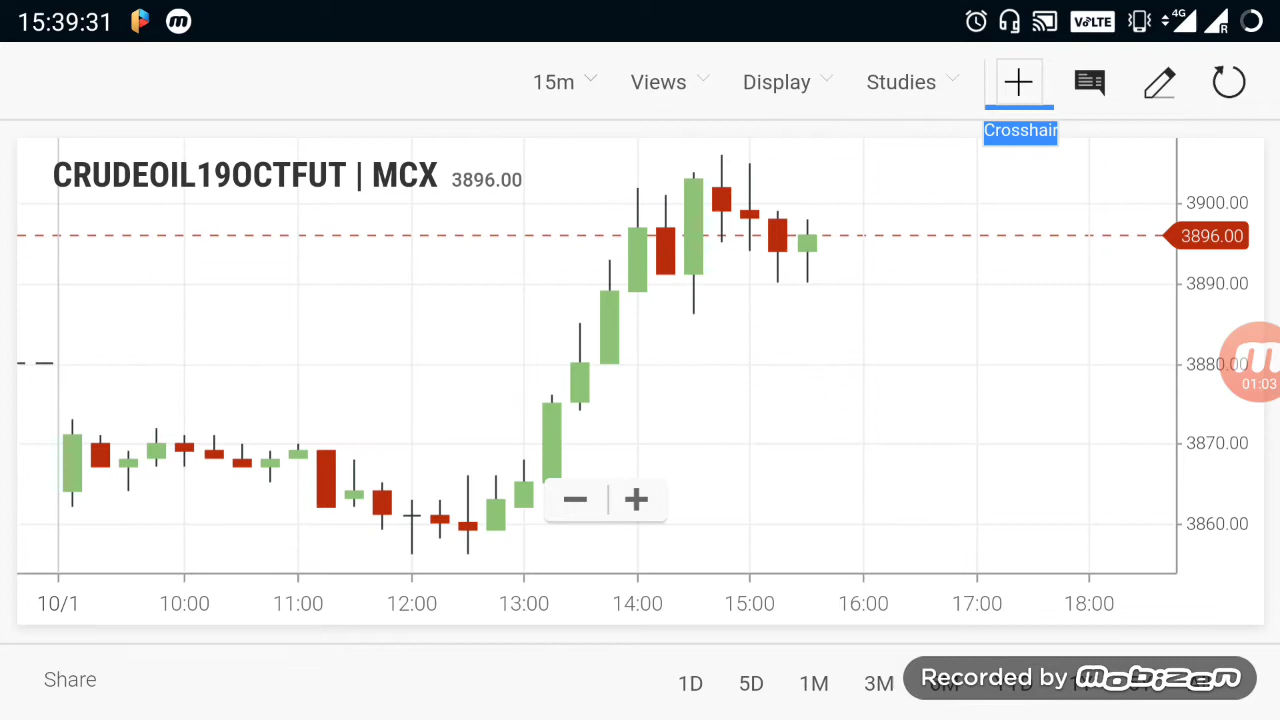 15:39:31 m VoLTE 4G R
15m Views Display Studies
Crosshair
CRUDEOIL19OCTFUT | MCX 3896.00
3900.00
3896.00
3890.00
3880.00
01:03
3870.00
3860.00
10/1 10:00 11:00 12:00 13:00 14:00 15:00 16:00 17:00 18:00
Share 1D 5D 1M 3M
Recorded by mobizen